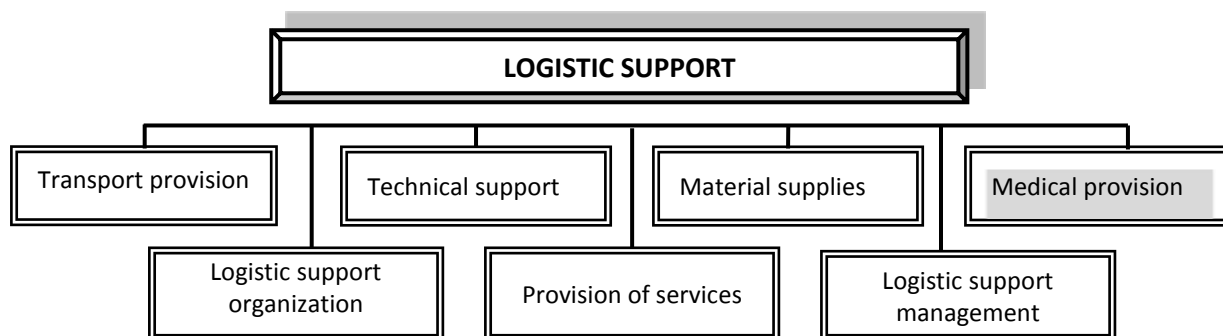 LOGISTIC SUPPORT
Transport provision
Technical support
Material supplies
Medical provision
Logistic support
organization
Provision of services
Logistic support
management